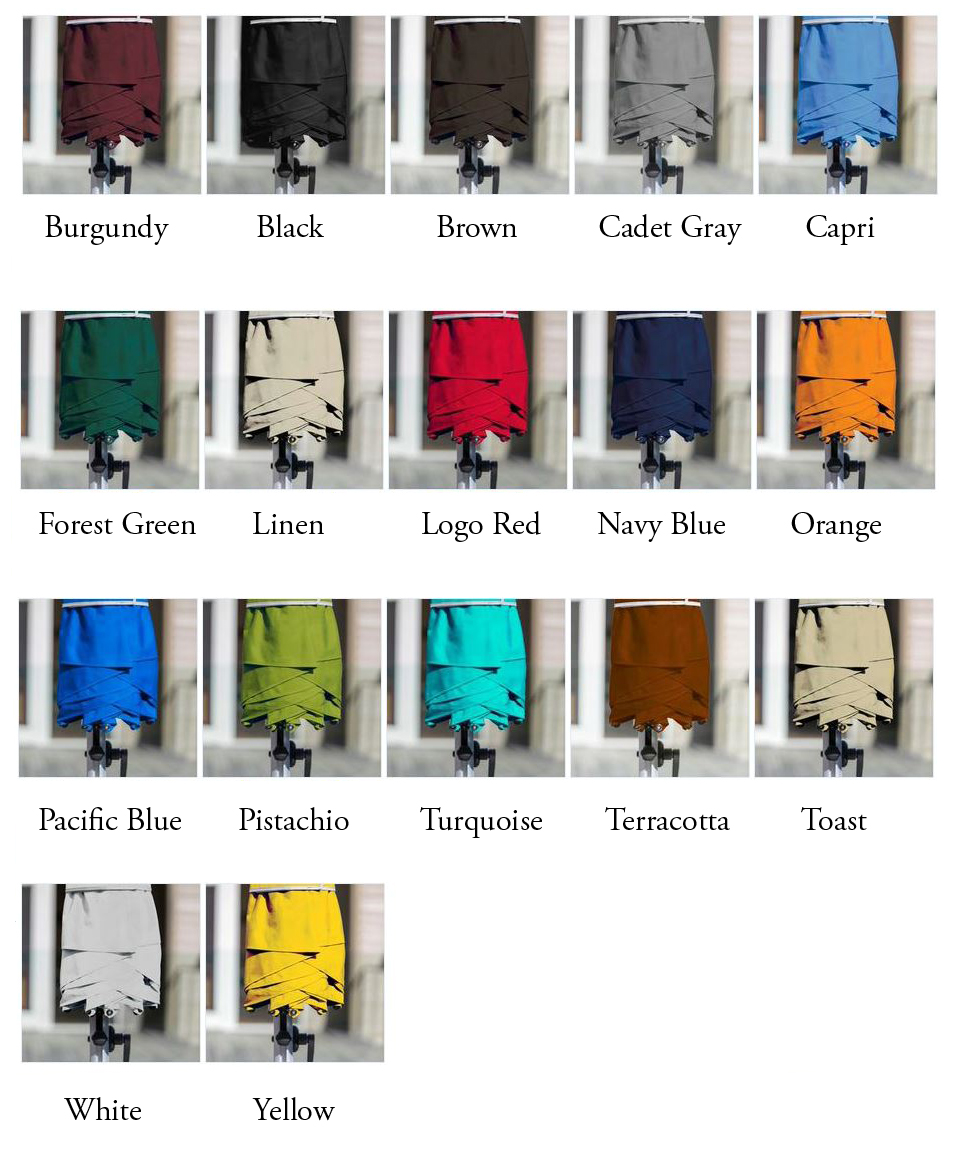 Burgundy Black Brown Cadet Gray Capri
Forest Green Linen Logo Red Navy Blue Orange
Pacific Blue Pistachio Turquoise Terracotta Toast
White Yellow